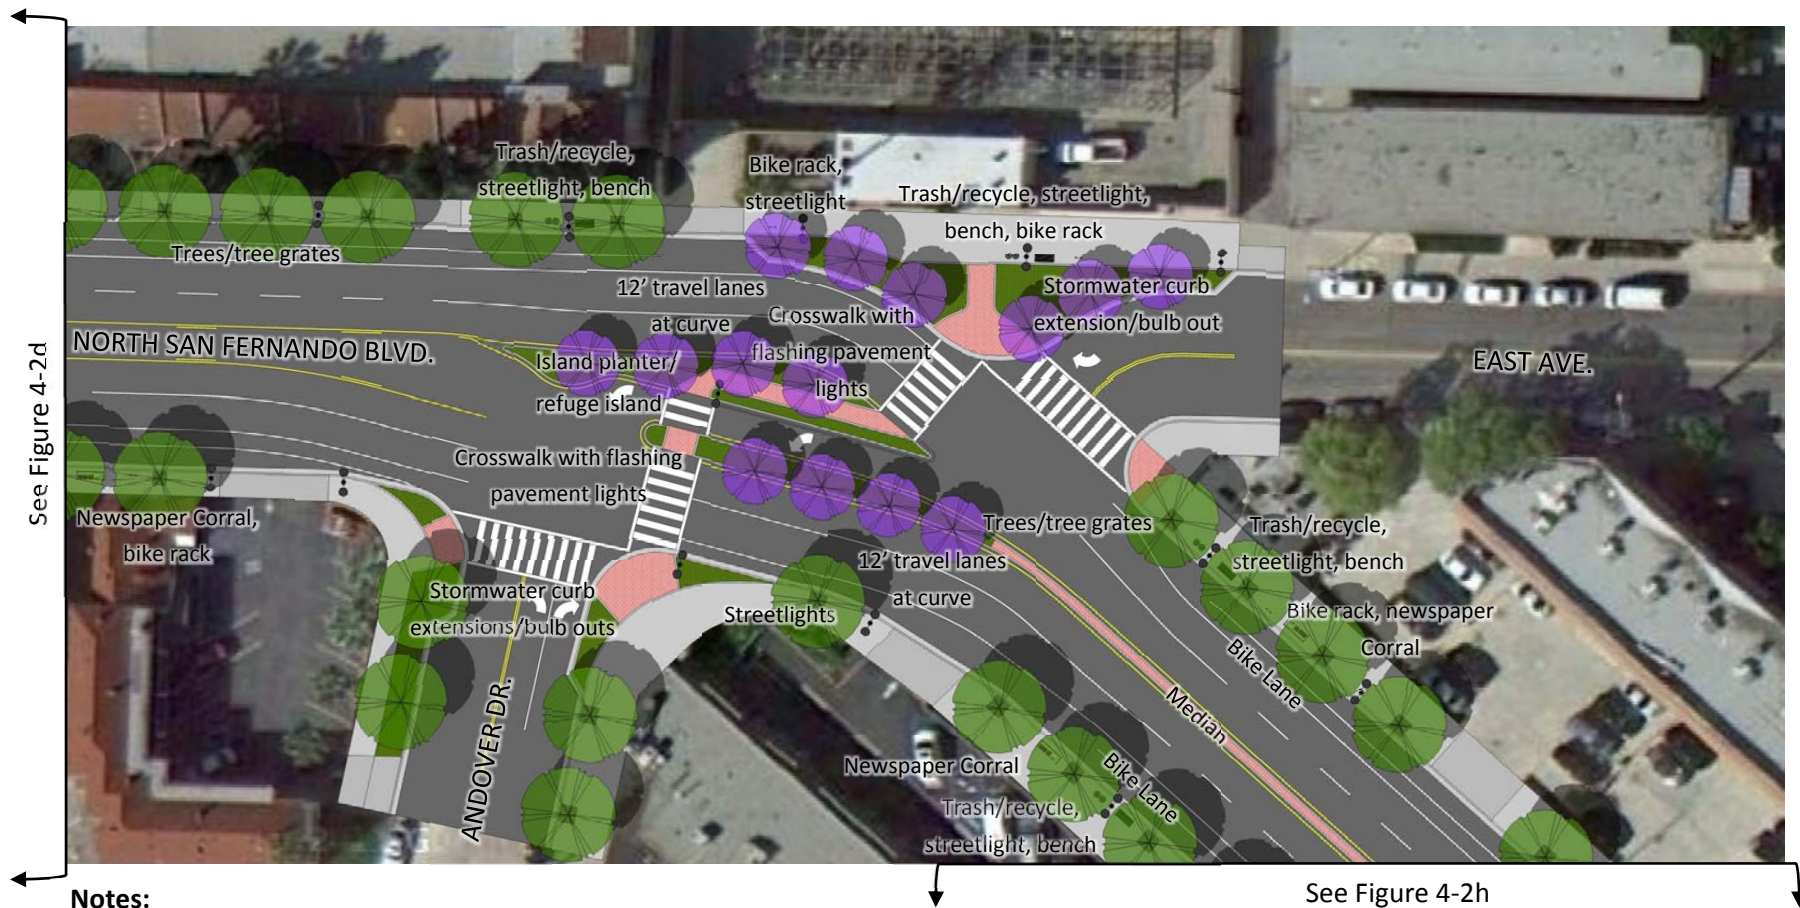 Trash/recycle,
streetlight, bench
Bike rack,
streetlight
Trash/recycle, streetlight,
bench, bike rack
Trees/tree grates
12’ travel lanes
at curve
Stormwater curb
extension/bulb out
Crosswalk with
flashing pavement
lights
NORTH SAN FERNANDO BLVD.
Island planter/
refuge island
EAST AVE.
See Figure 4-2d
Crosswalk with flashing
pavement lights
Newspaper Corral,
bike rack
Trees/tree grates
Trash/recycle,
streetlight, bench
12’ travel lanes
at curve
Stormwater curb
extensions/bulb outs
Streetlights
Bike rack, newspaper
Corral
Bike Lane
Median
ANDOVER DR.
Newspaper Corral
Bike Lane
Trash/recycle,
streetlight, bench
Notes:
See Figure 4-2h